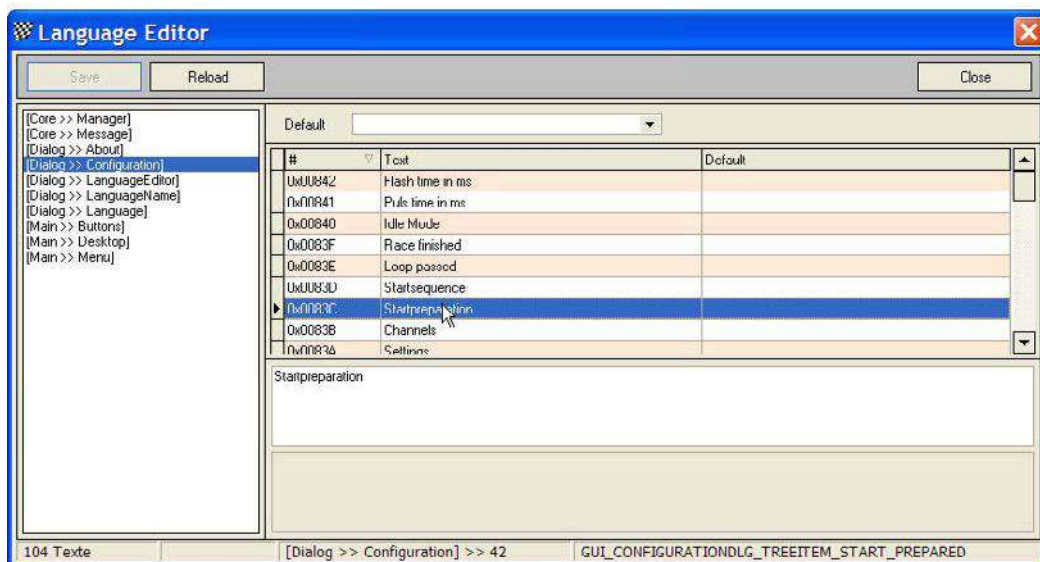 Language Editor
Save Reload Close
[Core >> Manager]
[Core >> Message]
[Dialog >> About]
[Dialog >> Configuration]
[Dialog >> LanguageEditor]
[Dialog >> LanguageName]
[Dialog >> Language]
[Main >> Buttons]
[Main >> Desktop]
[Main >> Menu]
Default
# Text Default
0x00842 Flash time in ms
0x00841 Puls time in ms
0x00840 Idle Mode
0x0083F Race finished
0x0083E Loop passed
0x0083D Startsequence
0x0083C Startpreparation
0x0083B Channels
0x0083A Settings
Startpreparation
104 Texte [Dialog >> Configuration] >> 42 GUI_CONFIGURATIONDLG_TREEITEM_START_PREPARED